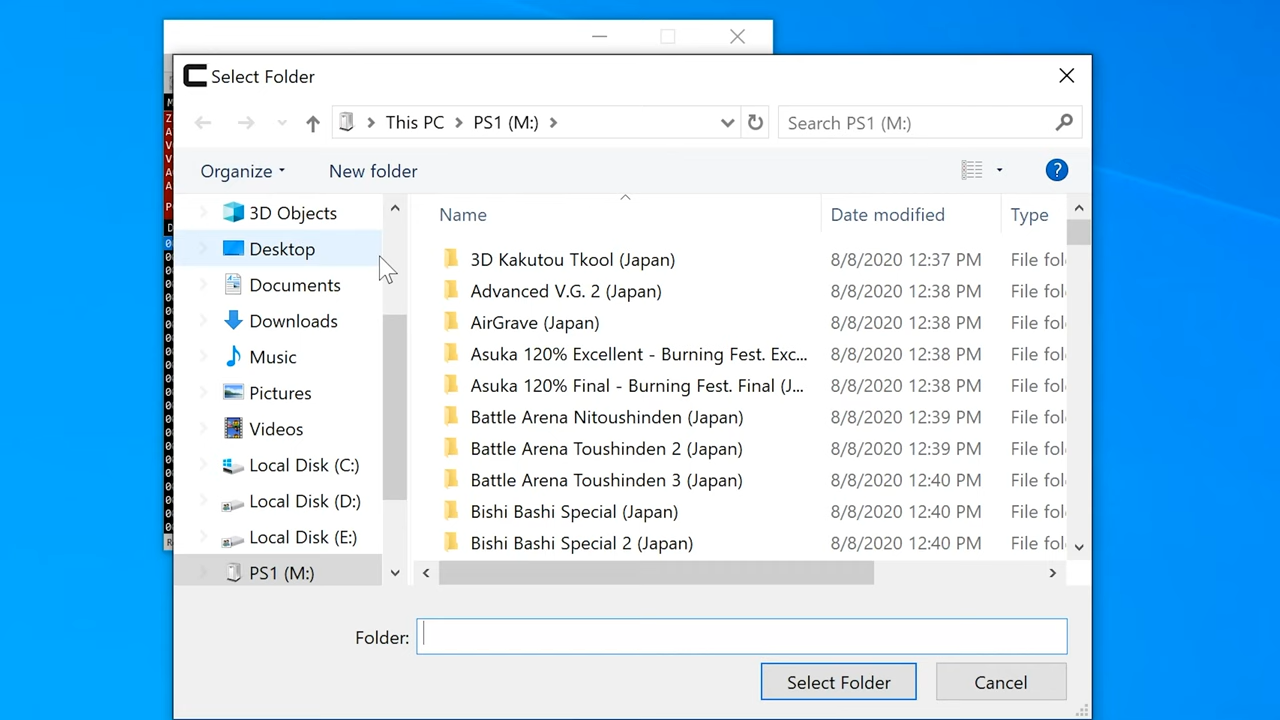 Select Folder
This PC PS1 (M:)
Search PS1 (M:)
Organize New folder
?
3D Objects
Desktop
Documents
Downloads
Music
Pictures
Videos
Local Disk (C:)
Local Disk (D:)
Local Disk (E:)
PS1 (M:)
Name Date modified Type
3D Kakutou Tkool (Japan) 8/8/2020 12:37 PM File fol
Advanced V.G. 2 (Japan) 8/8/2020 12:38 PM File fol
AirGrave (Japan) 8/8/2020 12:38 PM File fol
Asuka 120% Excellent - Burning Fest. Exc... 8/8/2020 12:38 PM File fol
Asuka 120% Final - Burning Fest. Final (J... 8/8/2020 12:38 PM File fol
Battle Arena Nitoushinden (Japan) 8/8/2020 12:39 PM File fol
Battle Arena Toushinden 2 (Japan) 8/8/2020 12:39 PM File fol
Battle Arena Toushinden 3 (Japan) 8/8/2020 12:40 PM File fol
Bishi Bashi Special (Japan) 8/8/2020 12:40 PM File fol
Bishi Bashi Special 2 (Japan) 8/8/2020 12:40 PM File fol
Folder:
Select Folder Cancel